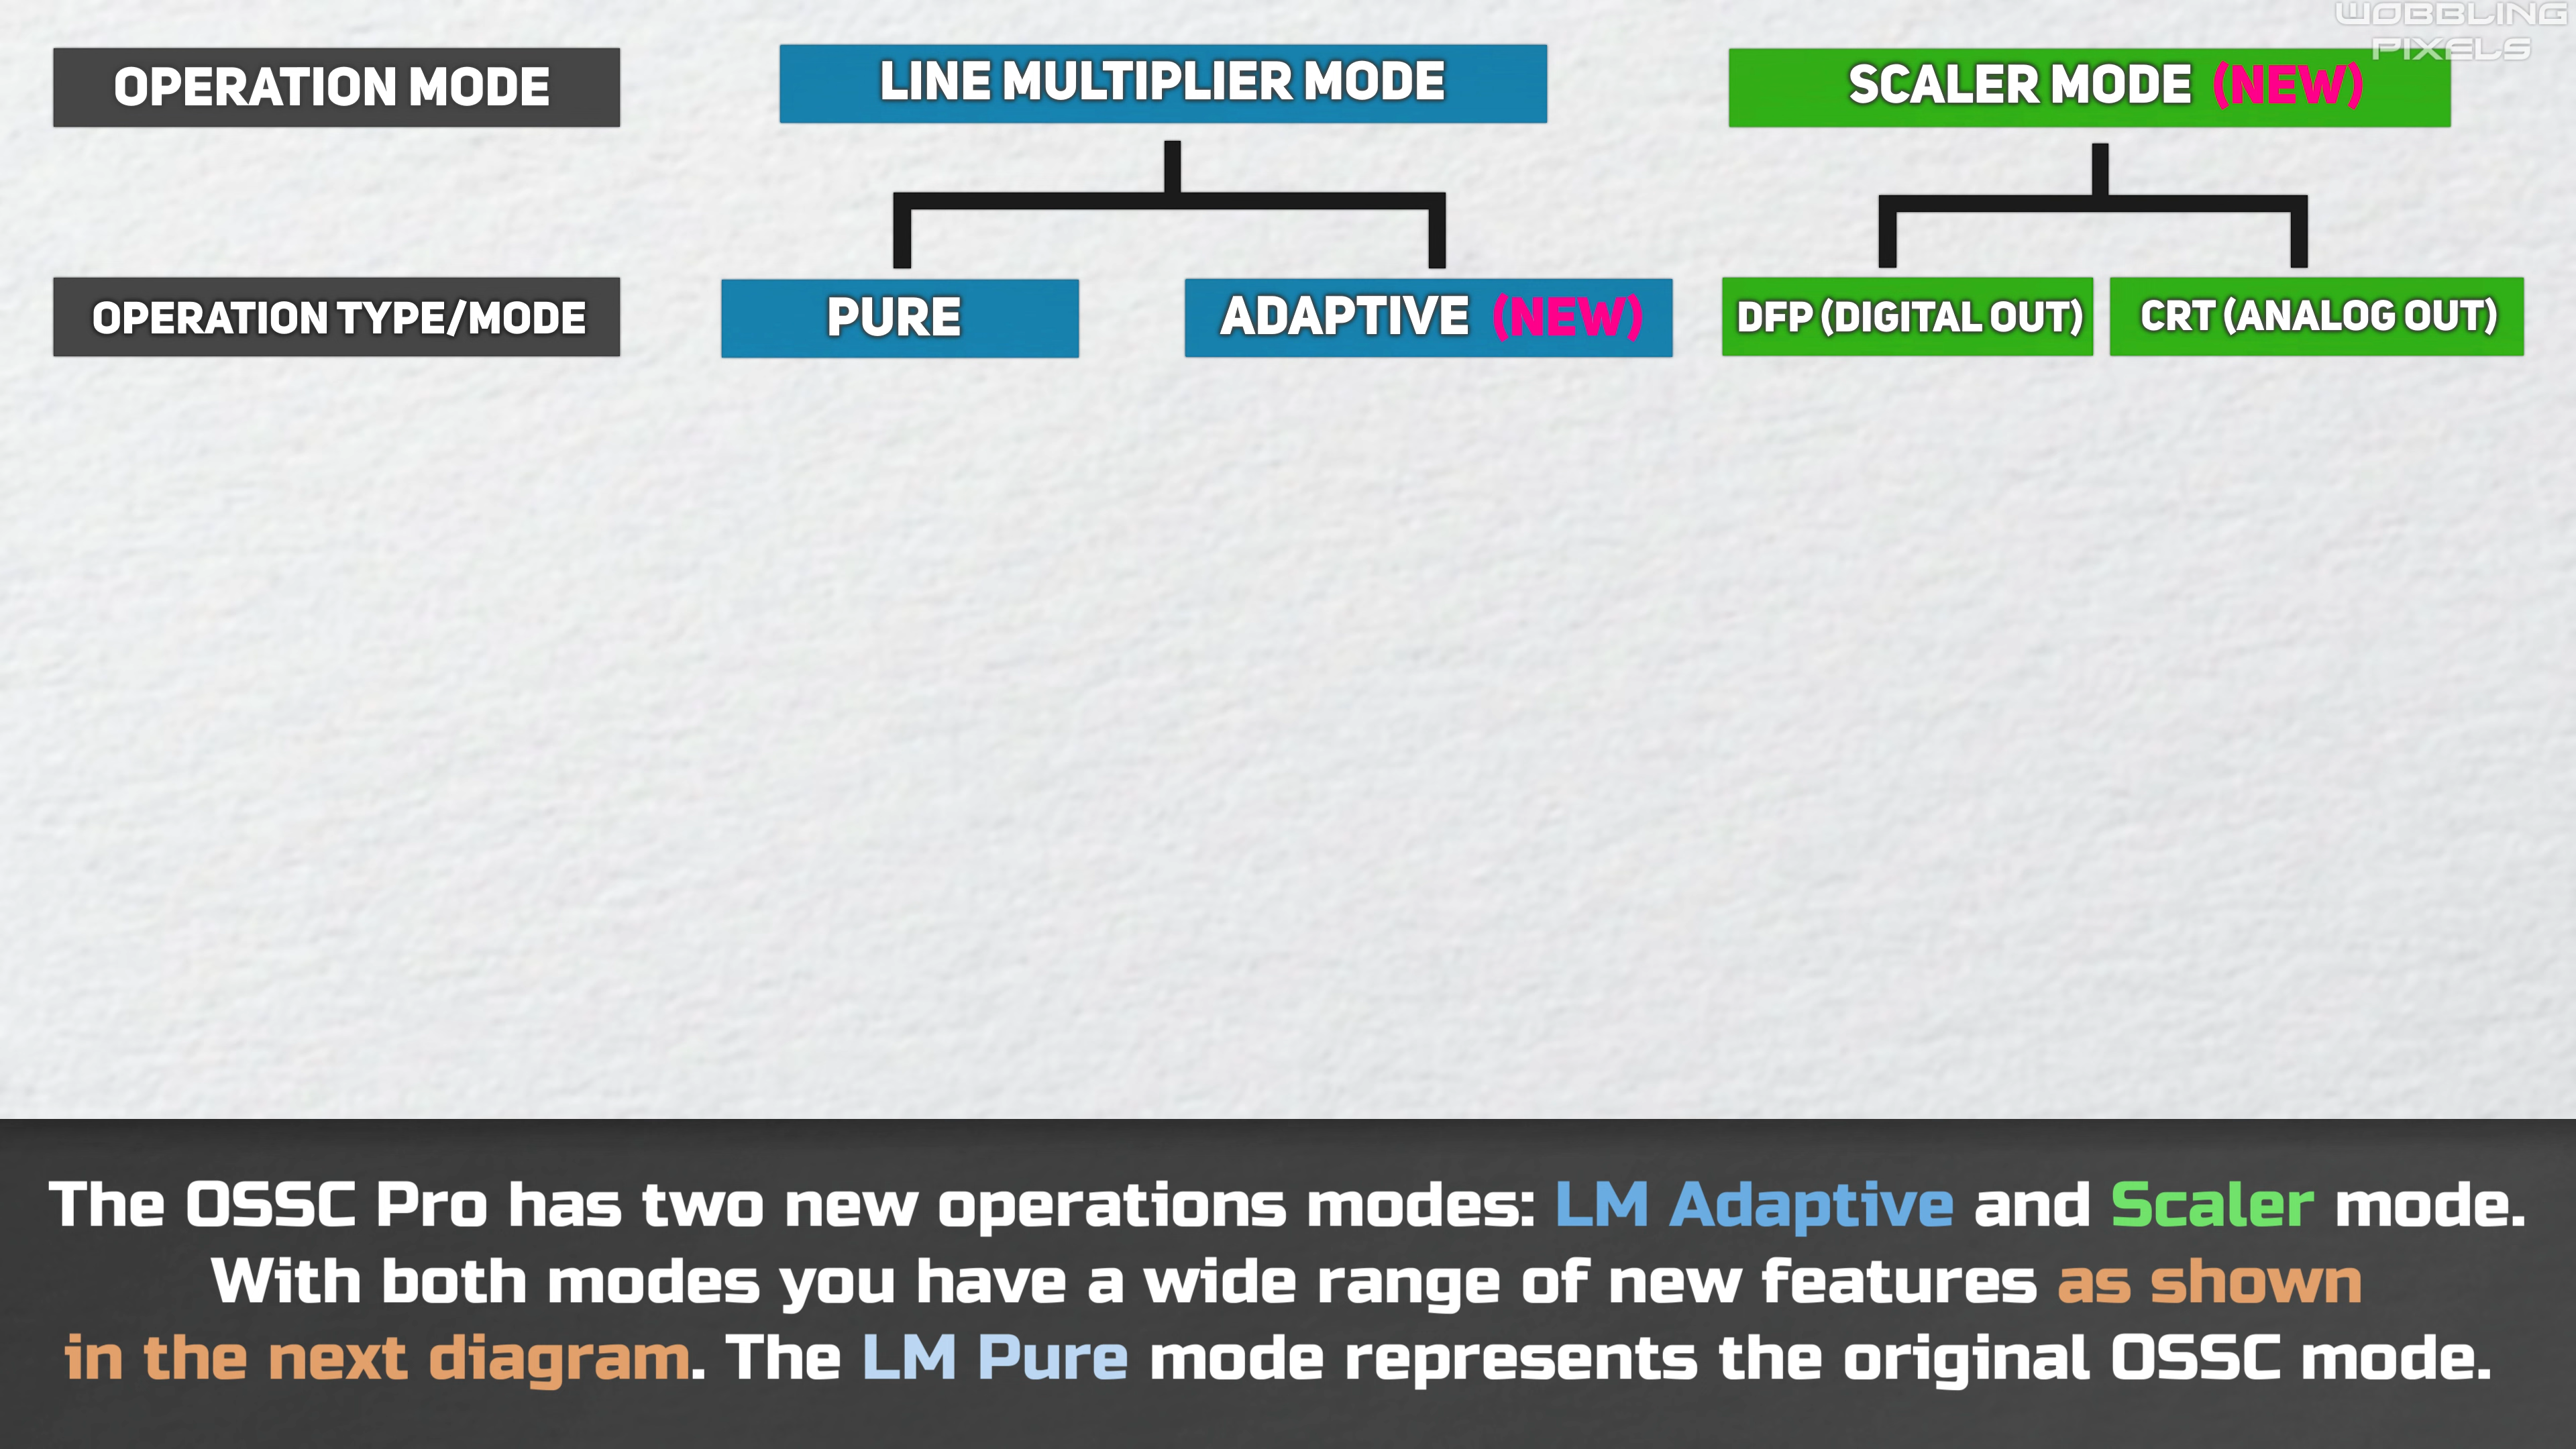 WOBBLING
PIXELS
OPERATION MODE
LINE MULTIPLIER MODE
SCALER MODE (NEW)
OPERATION TYPE/MODE
PURE
ADAPTIVE (NEW)
DFP (DIGITAL OUT)
CRT (ANALOG OUT)
The OSSC Pro has two new operations modes: LM Adaptive and Scaler mode.
With both modes you have a wide range of new features as shown
in the next diagram. The LM Pure mode represents the original OSSC mode.